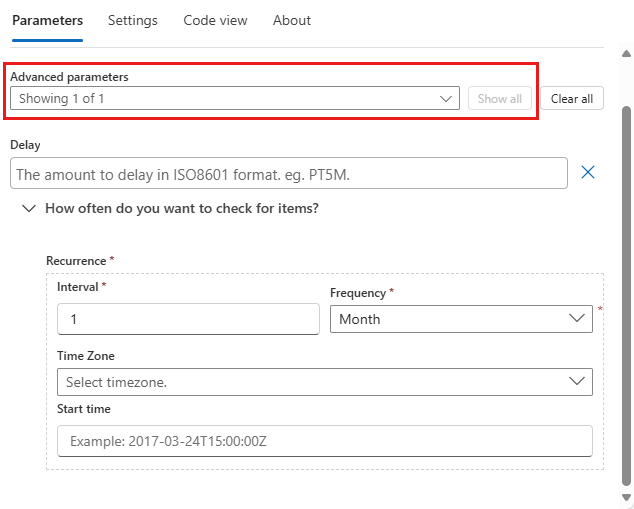 Parameters Settings Code view About
Advanced parameters
Showing 1 of 1 Show all Clear all
Delay
The amount to delay in ISO8601 format. eg. PT5M.
How often do you want to check for items?
Recurrence *
Interval * Frequency *
1 Month *
Time Zone
Select timezone.
Start time
Example: 2017-03-24T15:00:00Z